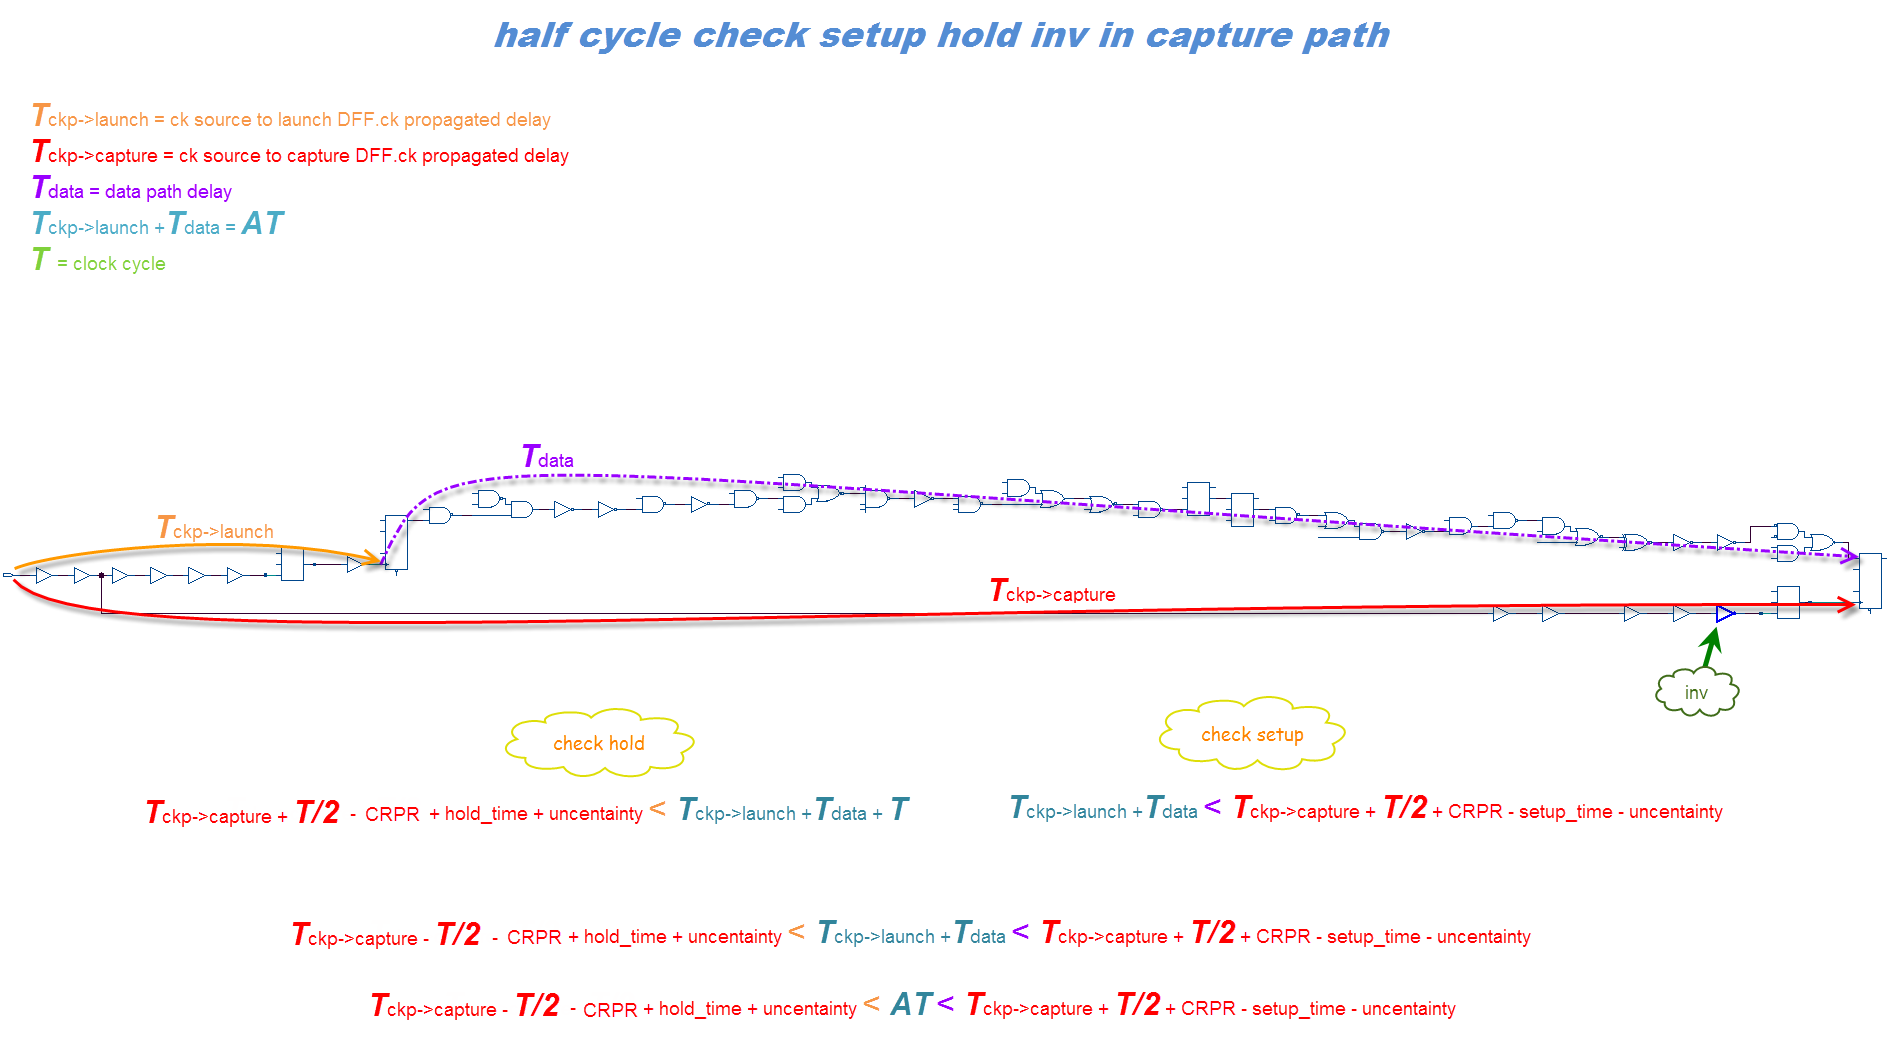 half cycle check setup hold inv in capture path
Tckp->launch = ck source to launch DFF.ck propagated delay
Tckp->capture = ck source to capture DFF.ck propagated delay
Tdata = data path delay
Tckp->launch +Tdata = AT
T = clock cycle
Tdata
Tckp->launch
Tckp->capture
inv
check hold
check setup
Tckp->capture + T/2 - CRPR + hold_time + uncentainty < Tckp->launch +Tdata + T
Tckp->launch +Tdata < Tckp->capture + T/2 + CRPR - setup_time - uncentainty
Tckp->capture - T/2 - CRPR + hold_time + uncentainty < Tckp->launch +Tdata < Tckp->capture + T/2 + CRPR - setup_time - uncentainty
Tckp->capture - T/2 - CRPR + hold_time + uncentainty < AT < Tckp->capture + T/2 + CRPR - setup_time - uncentainty